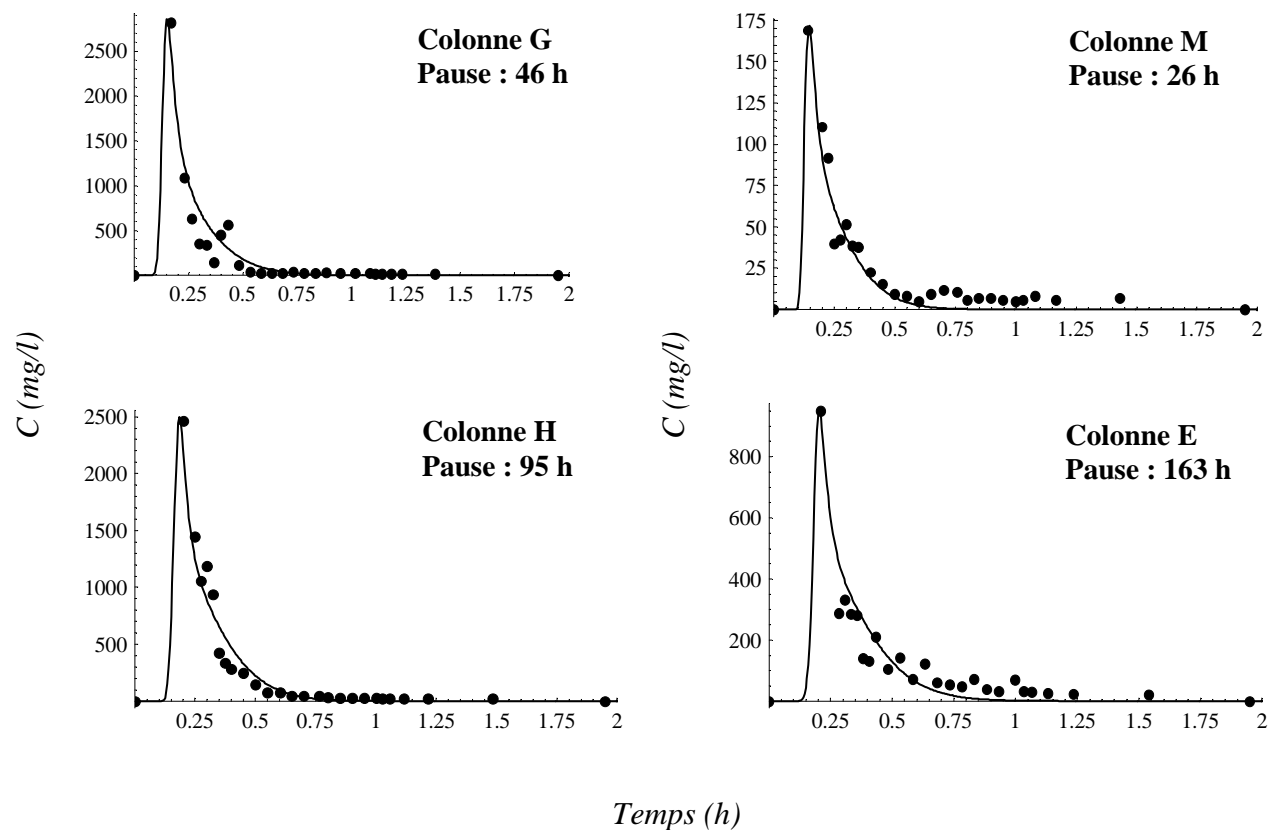 Colonne G
Pause : 46 h
2500
2000
1500
1000
500
0.25 0.5 0.75 1 1.25 1.5 1.75 2
Colonne M
Pause : 26 h
175
150
125
100
75
50
25
0.25 0.5 0.75 1 1.25 1.5 1.75 2
C (mg/l)
C (mg/l)
Colonne H
Pause : 95 h
2500
2000
1500
1000
500
0.25 0.5 0.75 1 1.25 1.5 1.75 2
Colonne E
Pause : 163 h
800
600
400
200
0.25 0.5 0.75 1 1.25 1.5 1.75 2
Temps (h)